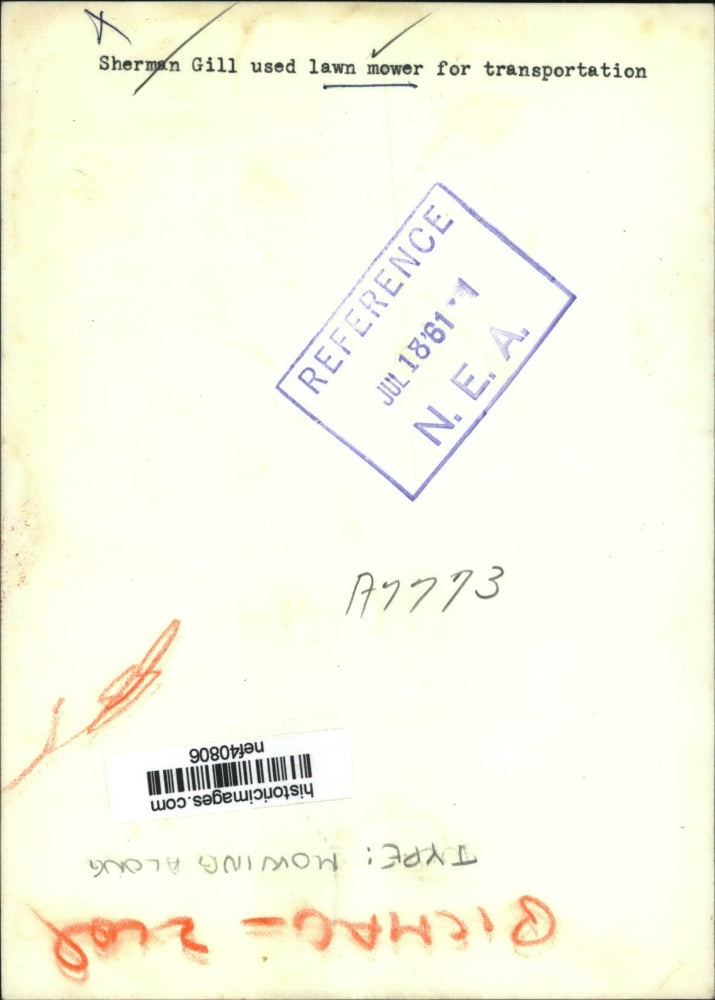 Sherman Gill used lawn mower for transportation
REFERENCE
JUL 18 '61
N. E. A.
A7773
nef40806
historicimages.com
TYPE: MOWING ALONG